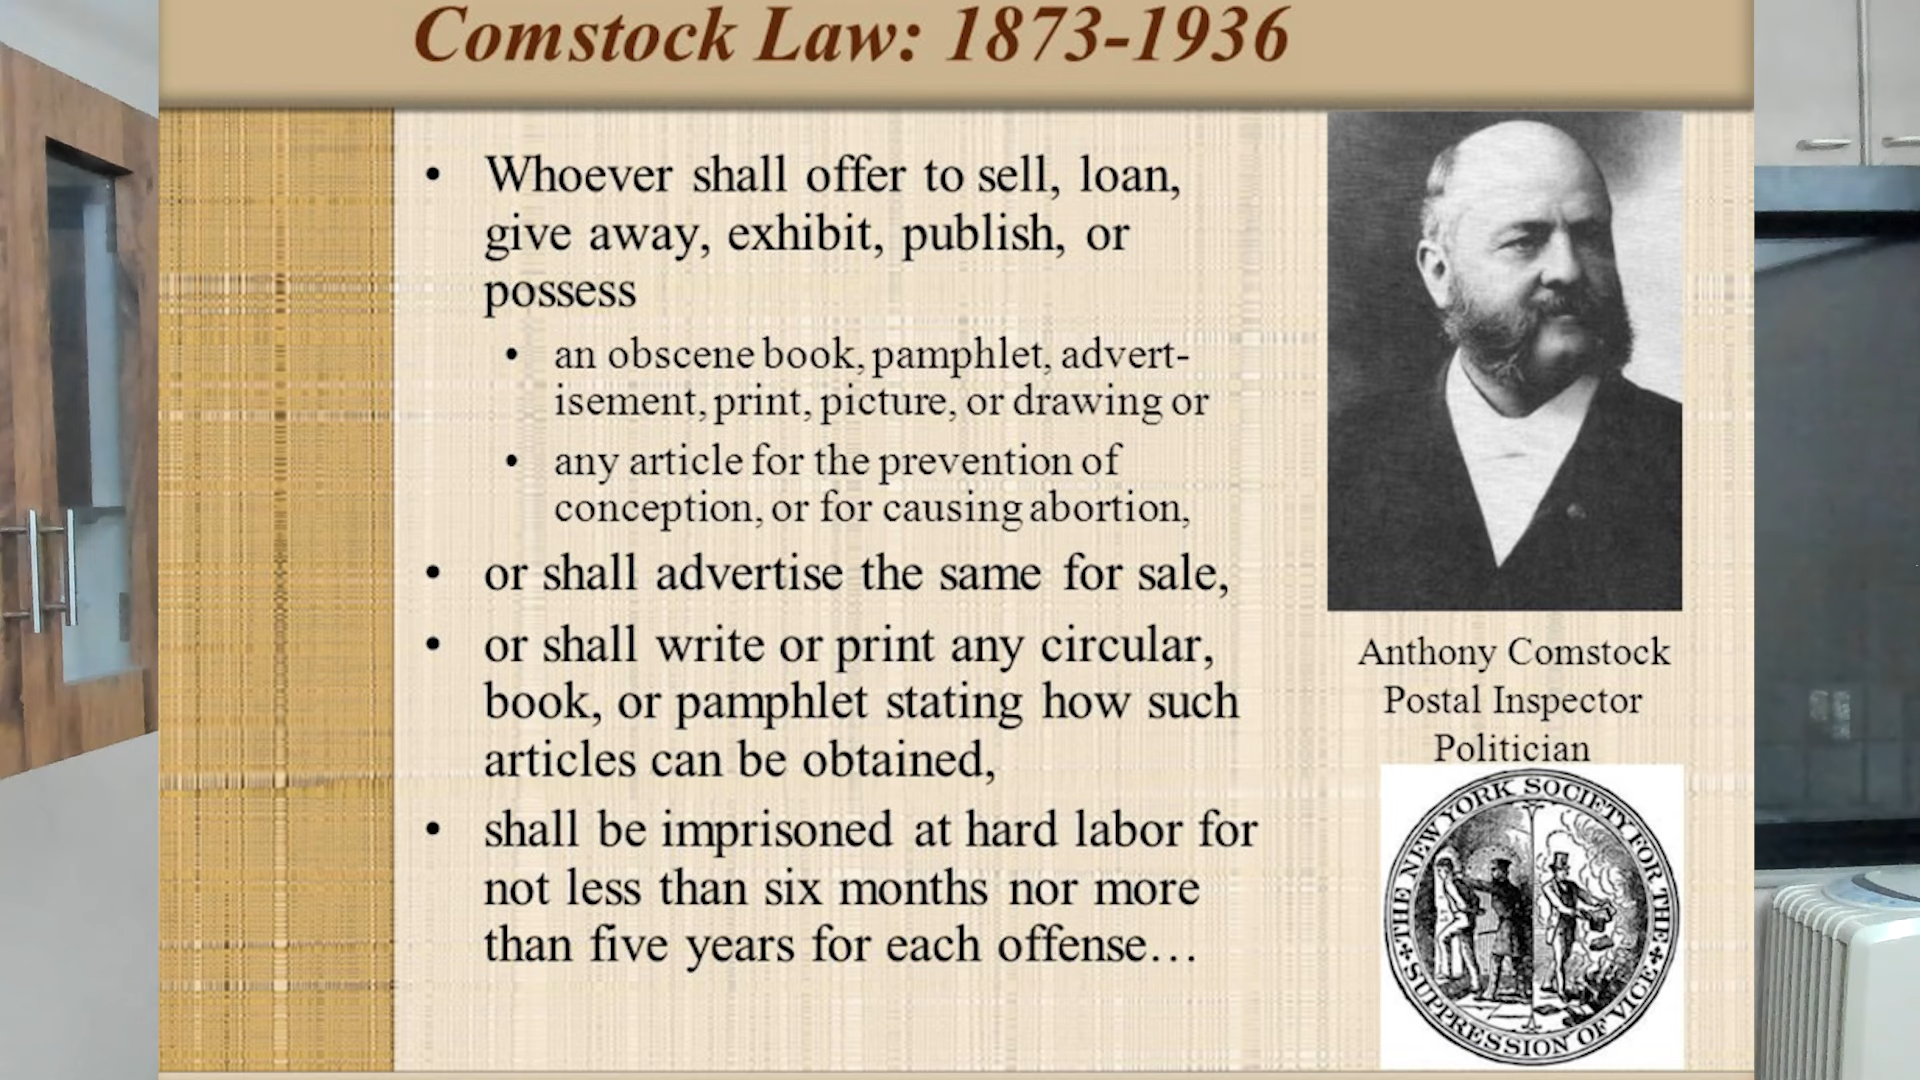 Comstock Law: 1873-1936
• Whoever shall offer to sell, loan,
give away, exhibit, publish, or
possess
• an obscene book, pamphlet, advert-
isement, print, picture, or drawing or
• any article for the prevention of
conception, or for causing abortion,
• or shall advertise the same for sale,
• or shall write or print any circular,
book, or pamphlet stating how such
articles can be obtained,
• shall be imprisoned at hard labor for
not less than six months nor more
than five years for each offense…
Anthony Comstock
Postal Inspector
Politician
THE NEW YORK SOCIETY FOR THE
SUPPRESSION OF VICE